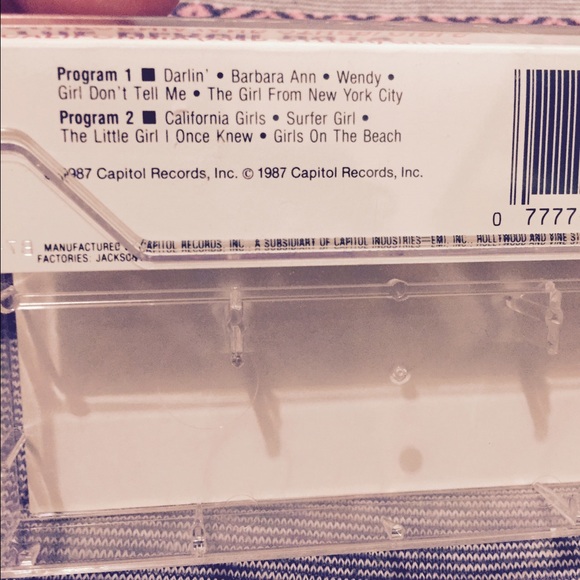 Program 1 ■ Darlin' • Barbara Ann • Wendy •
Girl Don't Tell Me • The Girl From New York City
Program 2 ■ California Girls • Surfer Girl •
The Little Girl I Once Knew • Girls On The Beach
1987 Capitol Records, Inc. © 1987 Capitol Records, Inc.
0 7777
MANUFACTURED CAPITOL RECORDS, INC. A SUBSIDIARY OF CAPITOL INDUSTRIES—EMI, INC., HOLLYWOOD AND VINE
FACTORIES: JACKSON